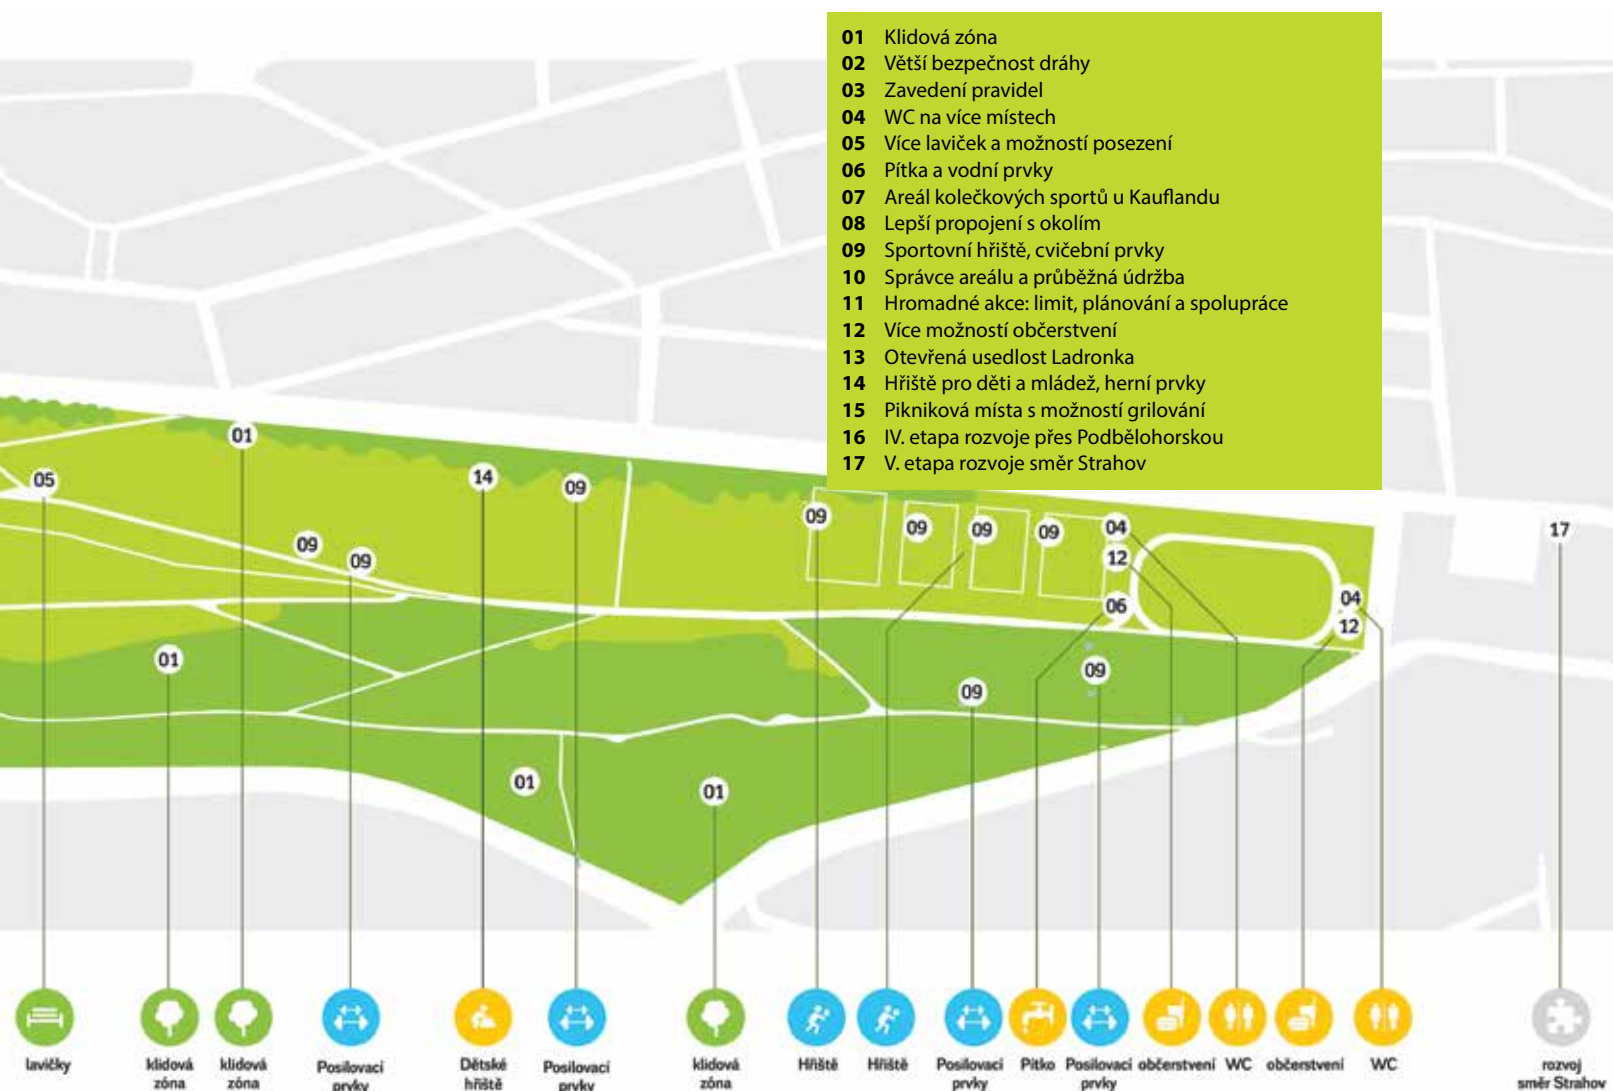 01 Klidová zóna
02 Větší bezpečnost dráhy
03 Zavedení pravidel
04 WC na více místech
05 Více laviček a možností posezení
06 Pítka a vodní prvky
07 Areál kolečkových sportů u Kauflandu
08 Lepší propojení s okolím
09 Sportovní hřiště, cvičební prvky
10 Správce areálu a průběžná údržba
11 Hromadné akce: limit, plánování a spolupráce
12 Více možností občerstvení
13 Otevřená usedlost Ladronka
14 Hřiště pro děti a mládež, herní prvky
15 Pikniková místa s možností grilování
16 IV. etapa rozvoje přes Podbělohorskou
17 V. etapa rozvoje směr Strahov
01
05
14
09
09
09
09
09
09
09
04
17
12
06
04
12
01
09
09
01
01
lavičky
klidová
zóna
klidová
zóna
Posilovací
prvky
Dětské
hřiště
Posilovací
prvky
klidová
zóna
Hřiště
Hřiště
Posilovací
prvky
Pítko
Posilovací
prvky
občerstvení
WC
občerstvení
WC
rozvoj
směr Strahov